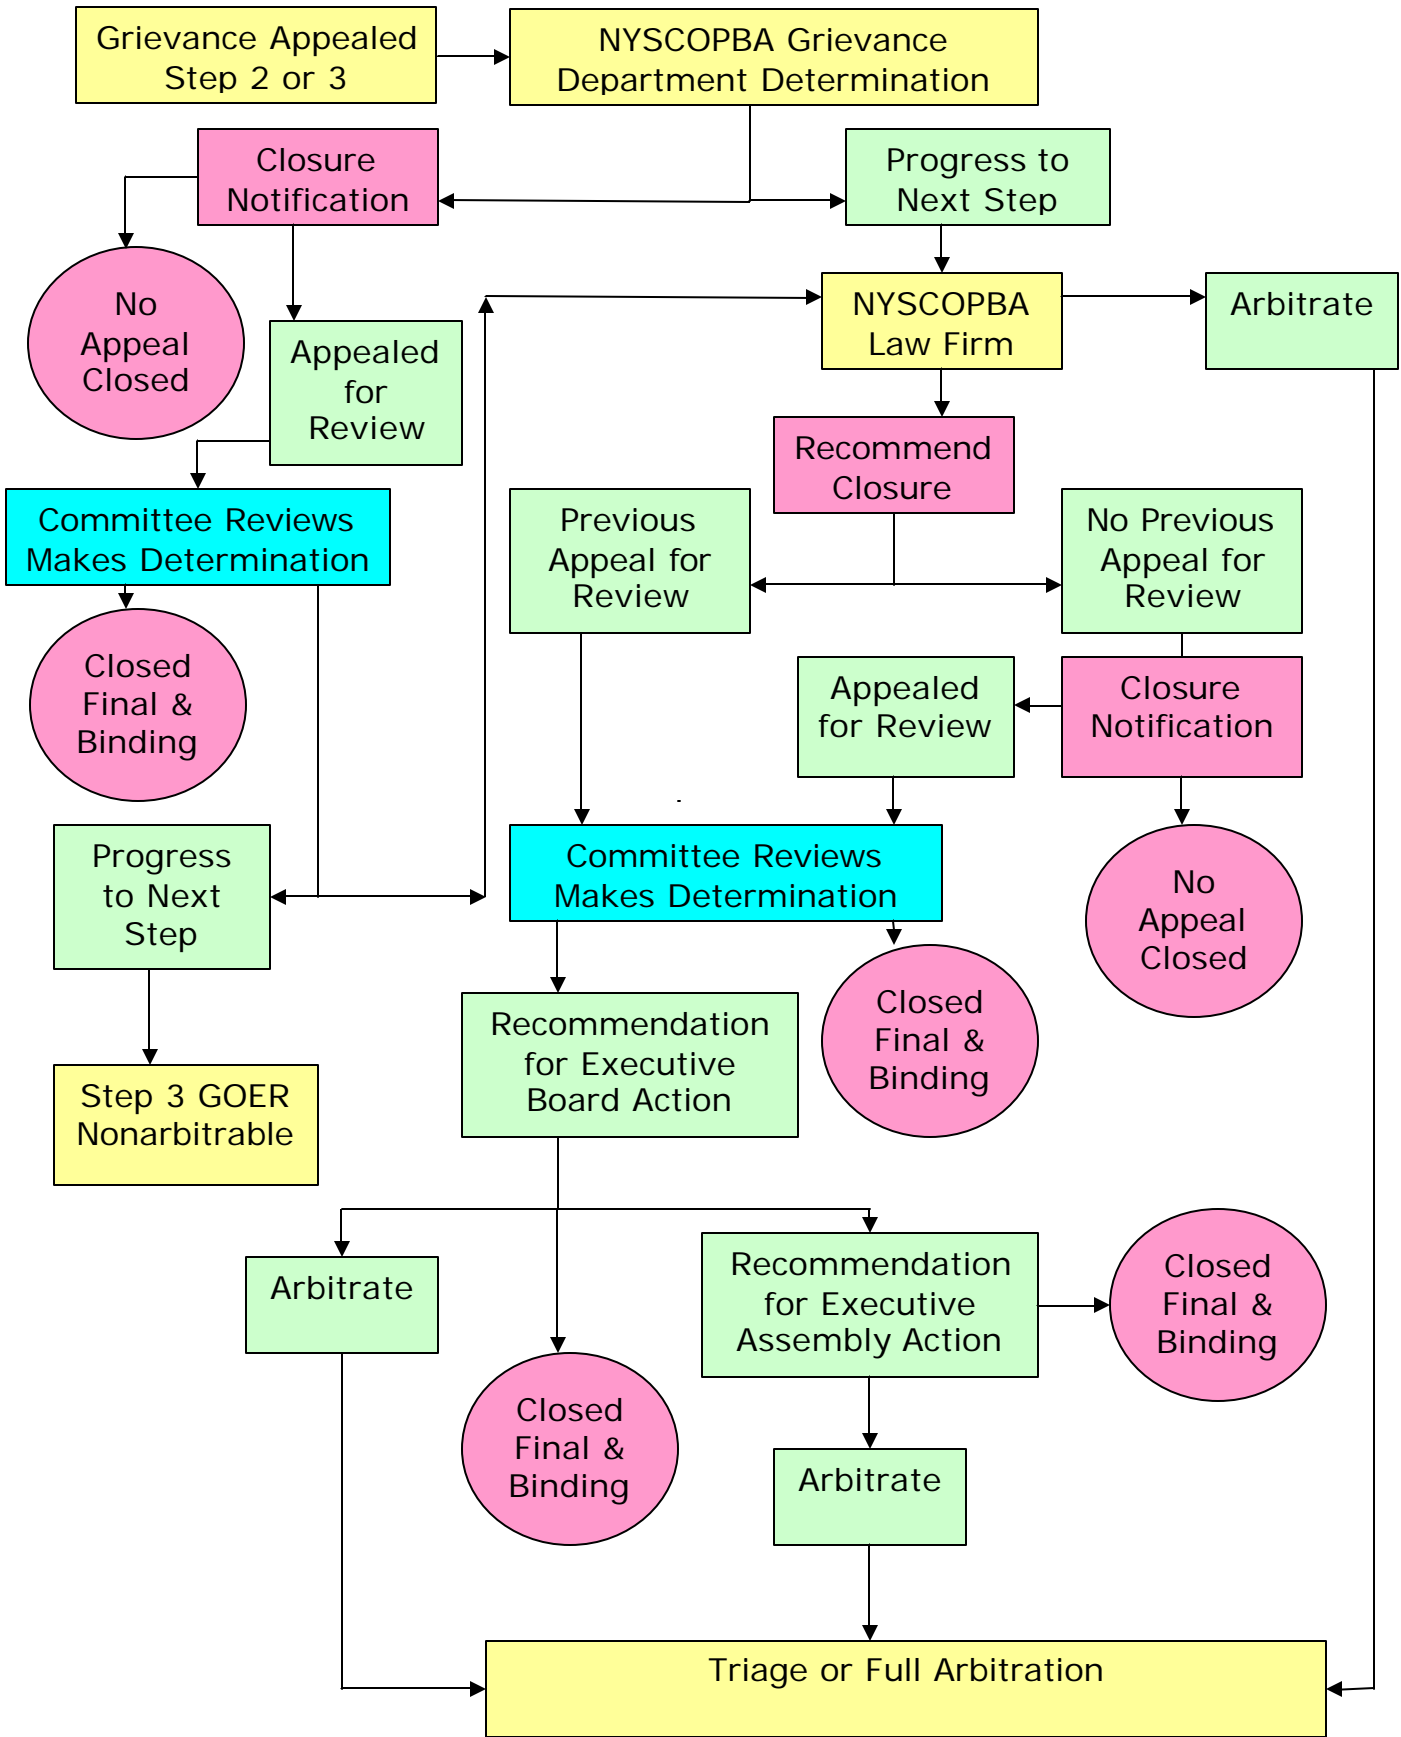 Grievance Appealed
Step 2 or 3
NYSCOPBA Grievance
Department Determination
Closure
Notification
Progress to
Next Step
No
Appeal
Closed
Appealed
for
Review
NYSCOPBA
Law Firm
Arbitrate
Recommend
Closure
Committee Reviews
Makes Determination
Previous
Appeal for
Review
No Previous
Appeal for
Review
Closed
Final &
Binding
Appealed
for Review
Closure
Notification
Progress
to Next
Step
Committee Reviews
Makes Determination
No
Appeal
Closed
Recommendation
for Executive
Board Action
Closed
Final &
Binding
Step 3 GOER
Nonarbitrable
Arbitrate
Recommendation
for Executive
Assembly Action
Closed
Final &
Binding
Closed
Final &
Binding
Arbitrate
Triage or Full Arbitration